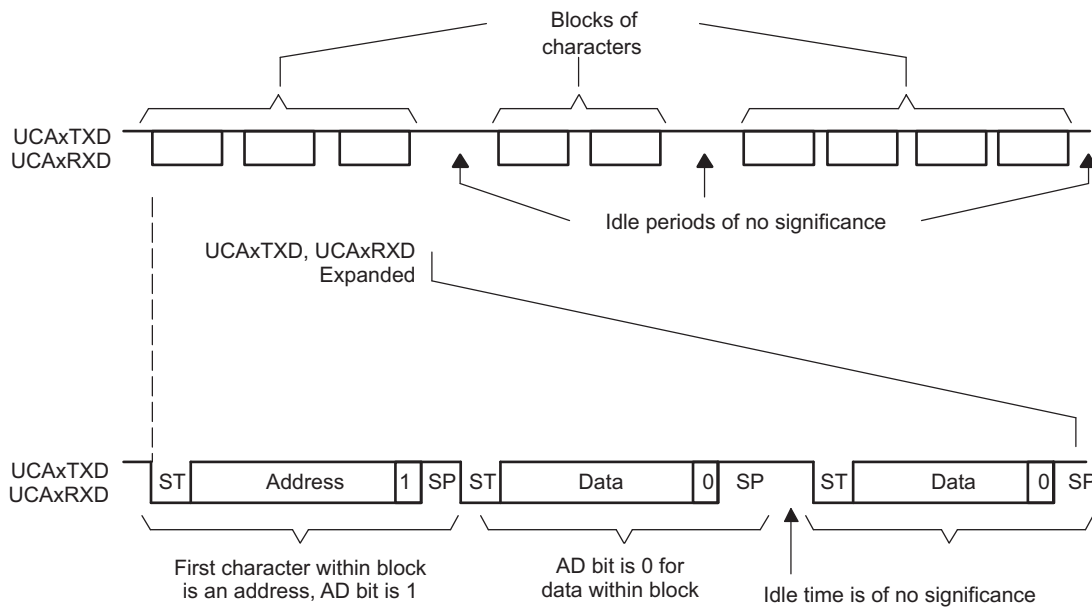 Blocks of
characters
UCAxTXD
UCAxRXD
Idle periods of no significance
UCAxTXD, UCAxRXD
Expanded
UCAxTXD
UCAxRXD
ST Address 1 SP ST Data 0 SP ST Data 0 SP
First character within block
is an address, AD bit is 1
AD bit is 0 for
data within block
Idle time is of no significance